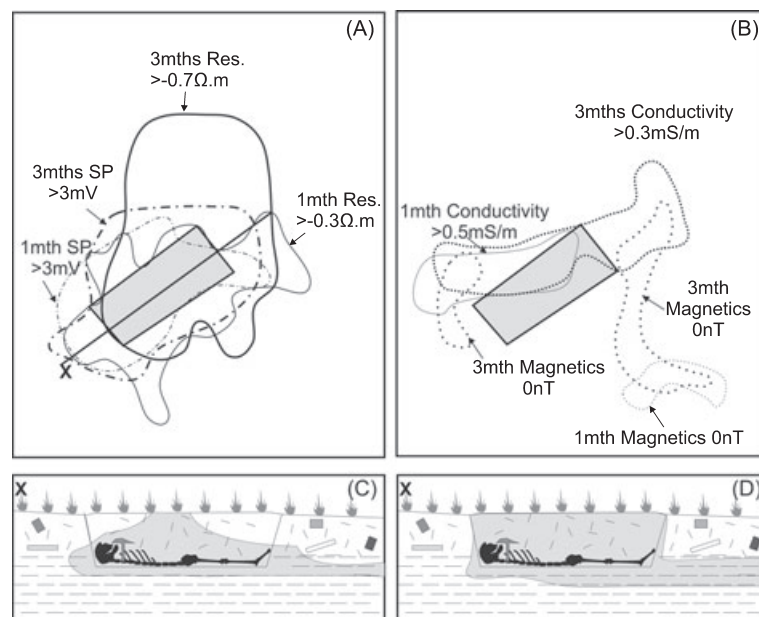 (A)
3mths Res.
>-0.7Ω.m
3mths SP
>3mV
1mth Res.
>-0.3Ω.m
1mth SP
>3mV
X
(B)
3mths Conductivity
>0.3mS/m
1mth Conductivity
>0.5mS/m
3mth
Magnetics
0nT
3mth Magnetics
0nT
1mth Magnetics 0nT
X
(C)
X
(D)